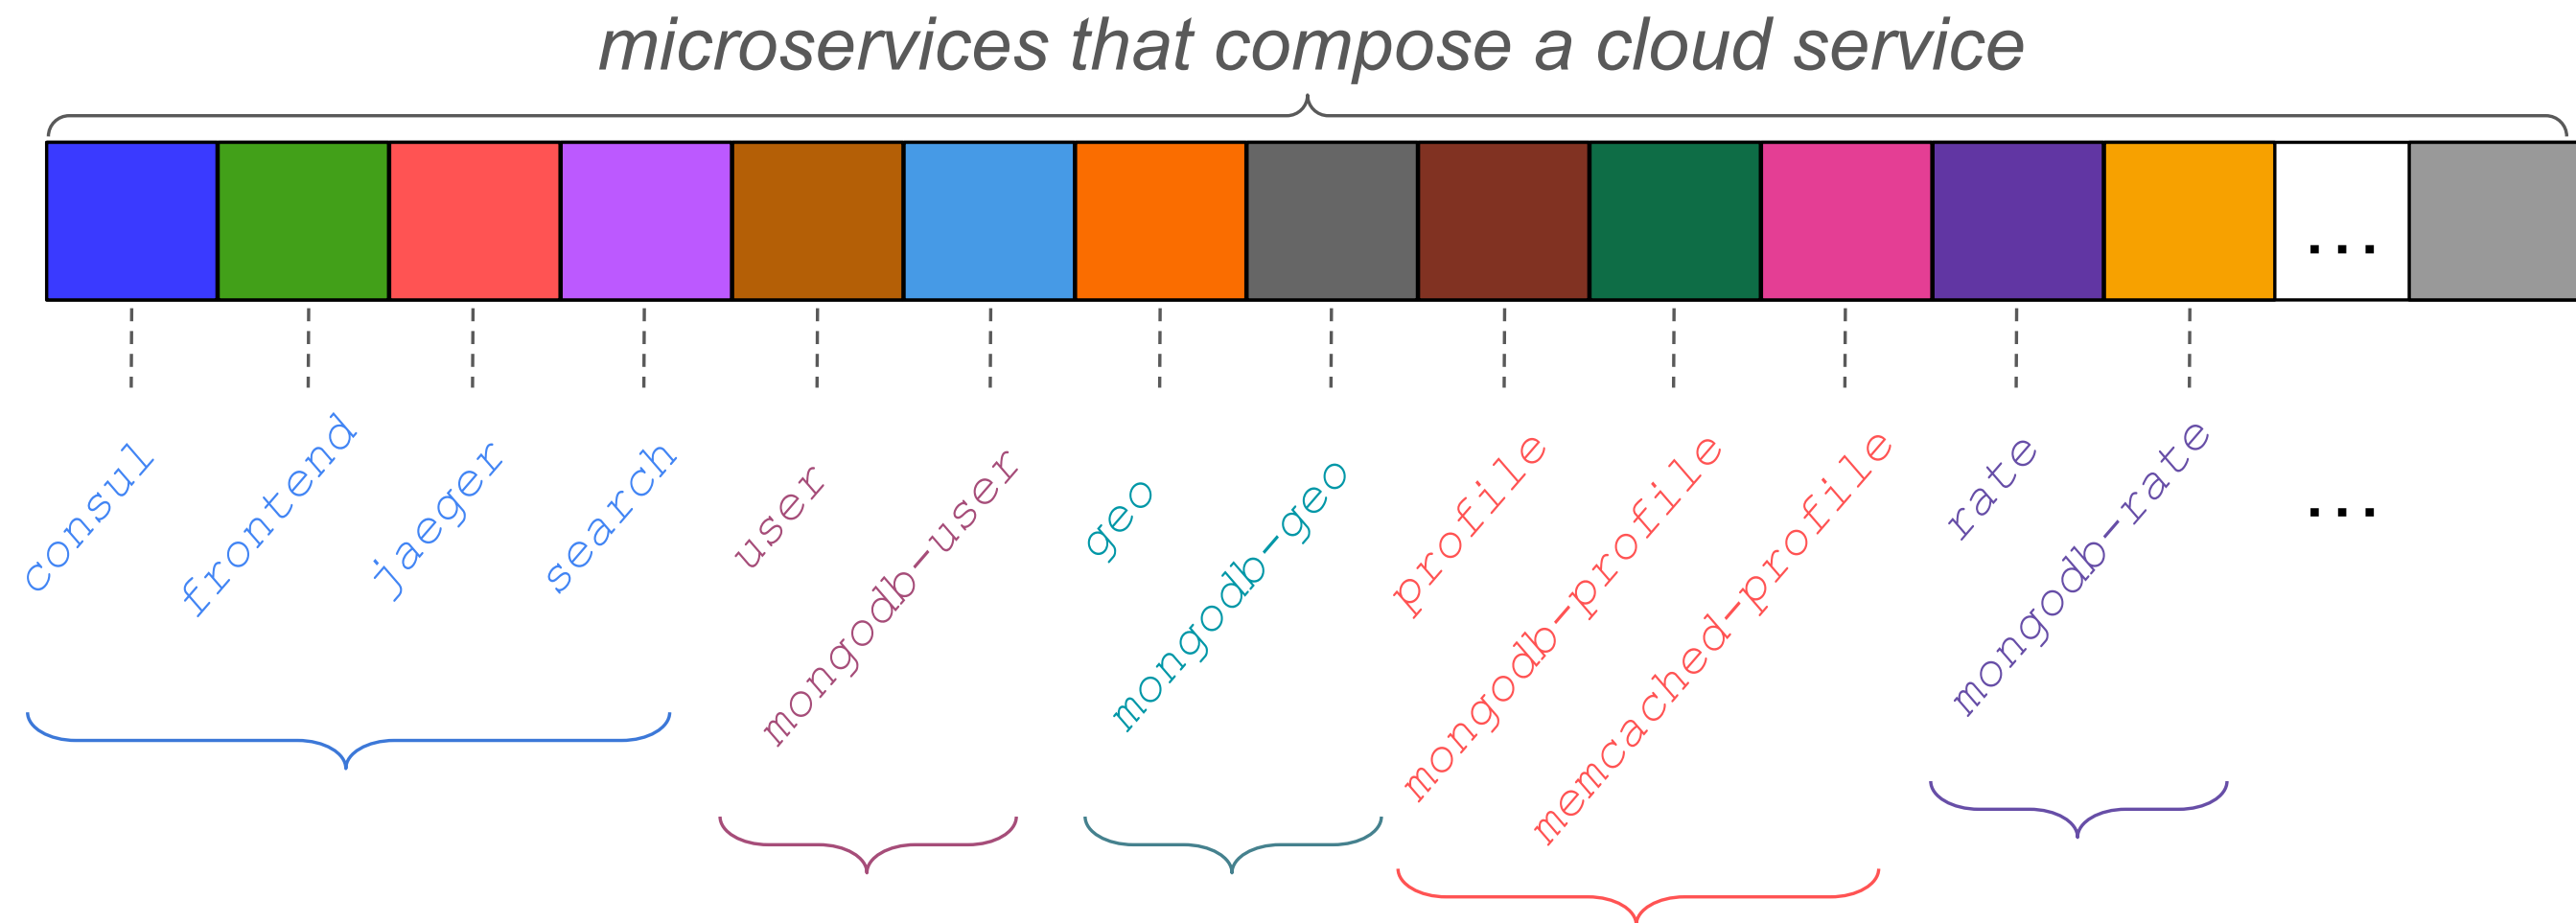 microservices that compose a cloud service
...
consul
frontend
jaeger
search
user
mongodb-user
geo
mongodb-geo
profile
mongodb-profile
memcached-profile
rate
mongodb-rate
...